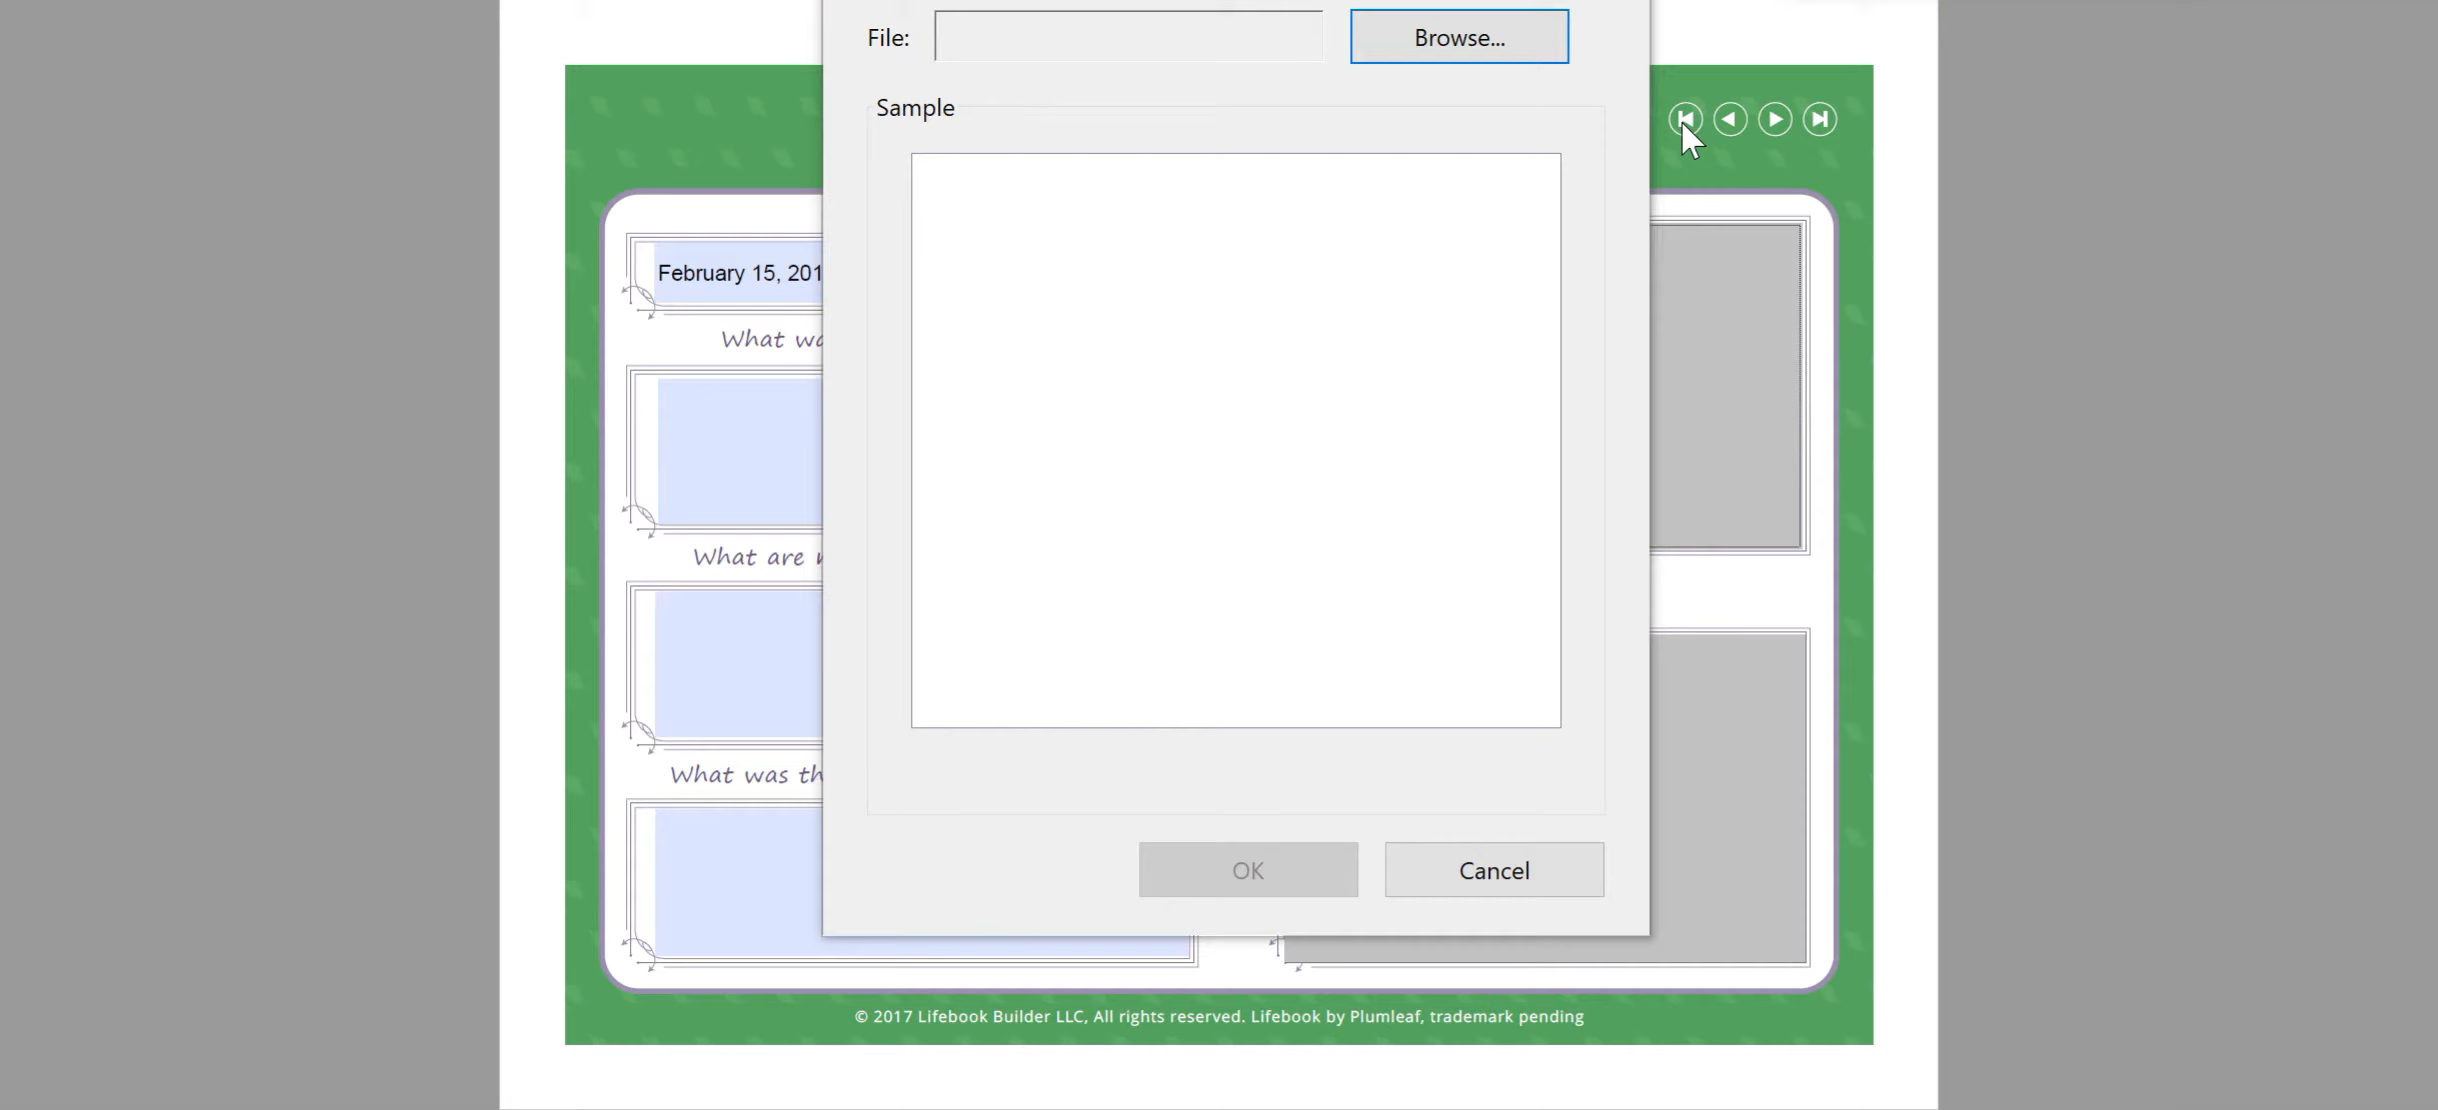 File:
Browse...
Sample
February 15, 201
What wa
What are
What was th
OK
Cancel
© 2017 Lifebook Builder LLC, All rights reserved. Lifebook by Plumleaf, trademark pending